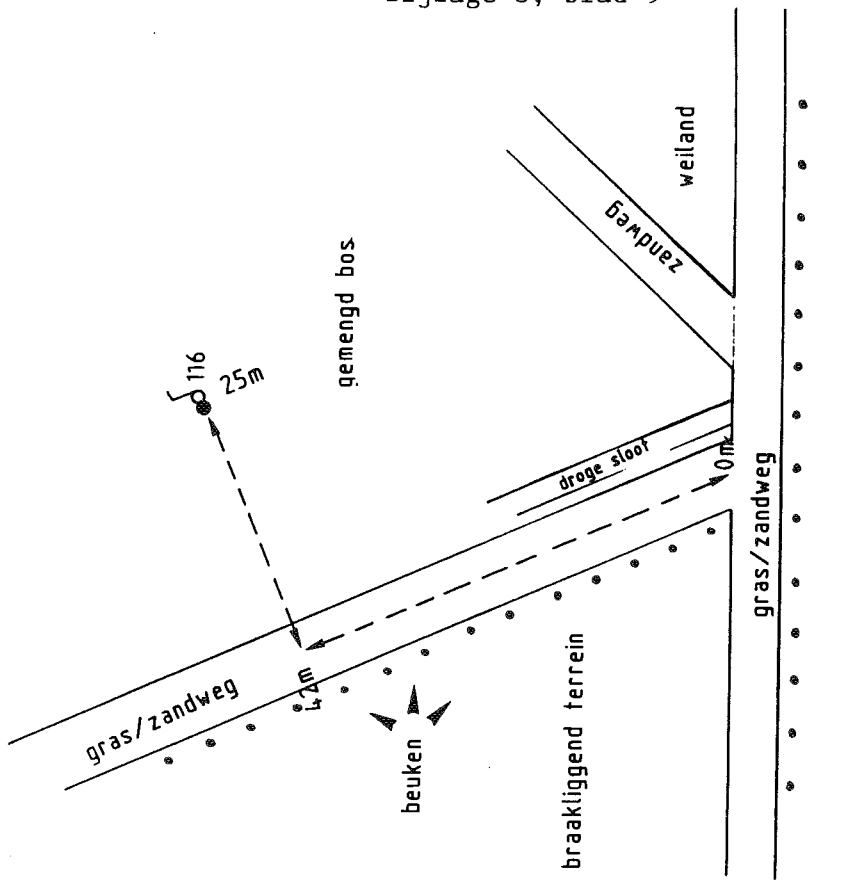 weiland
zandweg
gemengd bos
116
25m
droge sloot
0m
gras/zandweg
42m
gras/zandweg
beuken
braakliggend terrein